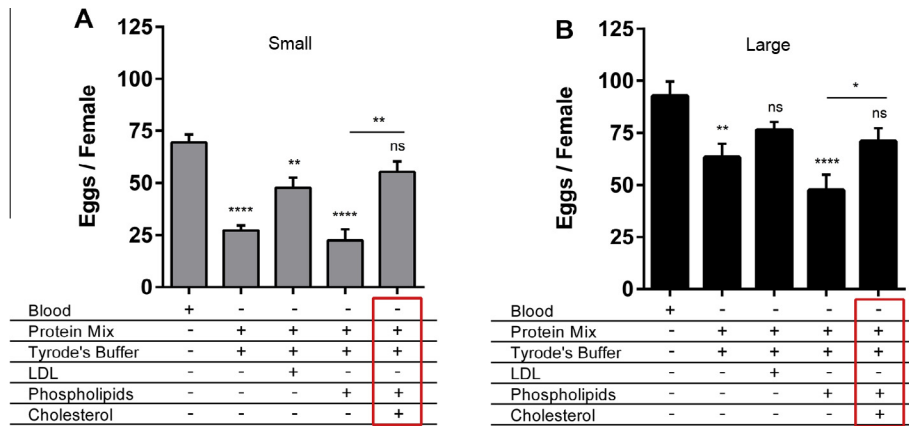 A
Small
Eggs / Female
125
100
75
50
25
0
****
**
****
**
ns
Blood + - - - -
Protein Mix - + + + +
Tyrode's Buffer - + + + +
LDL - - + - -
Phospholipids - - - + +
Cholesterol - - - - +
B
Large
Eggs / Female
125
100
75
50
25
0
**
ns
****
*
ns
Blood + - - - -
Protein Mix - + + + +
Tyrode's Buffer - + + + +
LDL - - + - -
Phospholipids - - - + +
Cholesterol - - - - +